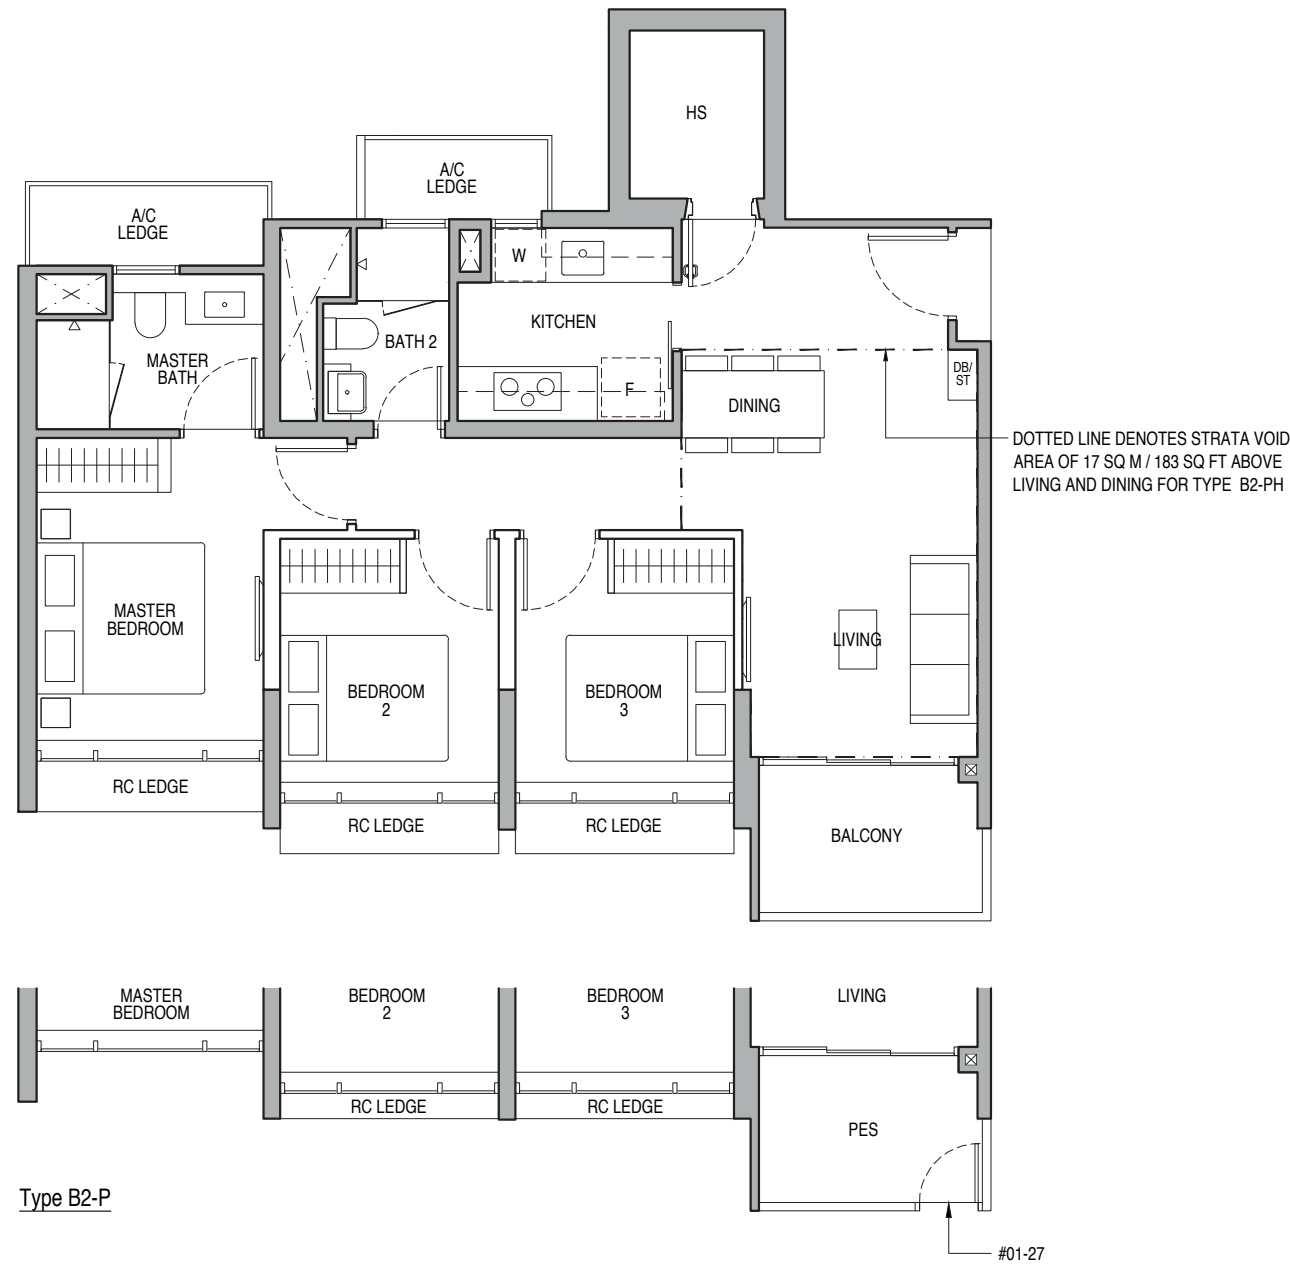 HS
A/C
LEDGE
A/C
LEDGE
W
KITCHEN
BATH 2
MASTER
BATH
F
DINING
DB/
ST
DOTTED LINE DENOTES STRATA VOID
AREA OF 17 SQ M / 183 SQ FT ABOVE
LIVING AND DINING FOR TYPE B2-PH
MASTER
BEDROOM
LIVING
BEDROOM
2
BEDROOM
3
RC LEDGE
RC LEDGE
RC LEDGE
BALCONY
MASTER
BEDROOM
BEDROOM
2
BEDROOM
3
LIVING
RC LEDGE
RC LEDGE
PES
Type B2-P
#01-27